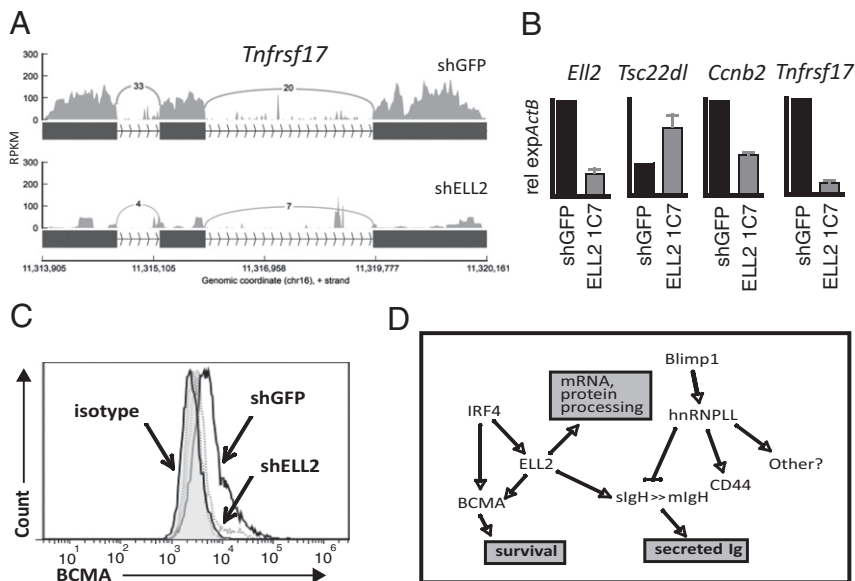 A
Tnfrsf17
shGFP
300
200
100
0
33
20
RPKM
shELL2
300
200
100
0
4
7
11,313,905 11,315,105 11,316,958 11,319,777 11,320,161
Genomic coordinate (chr16), + strand
B
Ell2 Tsc22dl Ccnb2 Tnfrsf17
rel expActB
shGFP
ELL2 1C7
shGFP
ELL2 1C7
shGFP
ELL2 1C7
shGFP
ELL2 1C7
C
isotype
shGFP
shELL2
Count
10¹ 10² 10³ 10⁴ 10⁵ 10⁶
BCMA
D
Blimp1
mRNA,
protein
processing
IRF4
hnRNPLL
ELL2
Other?
CD44
BCMA
sIgH>>mIgH
survival
secreted Ig